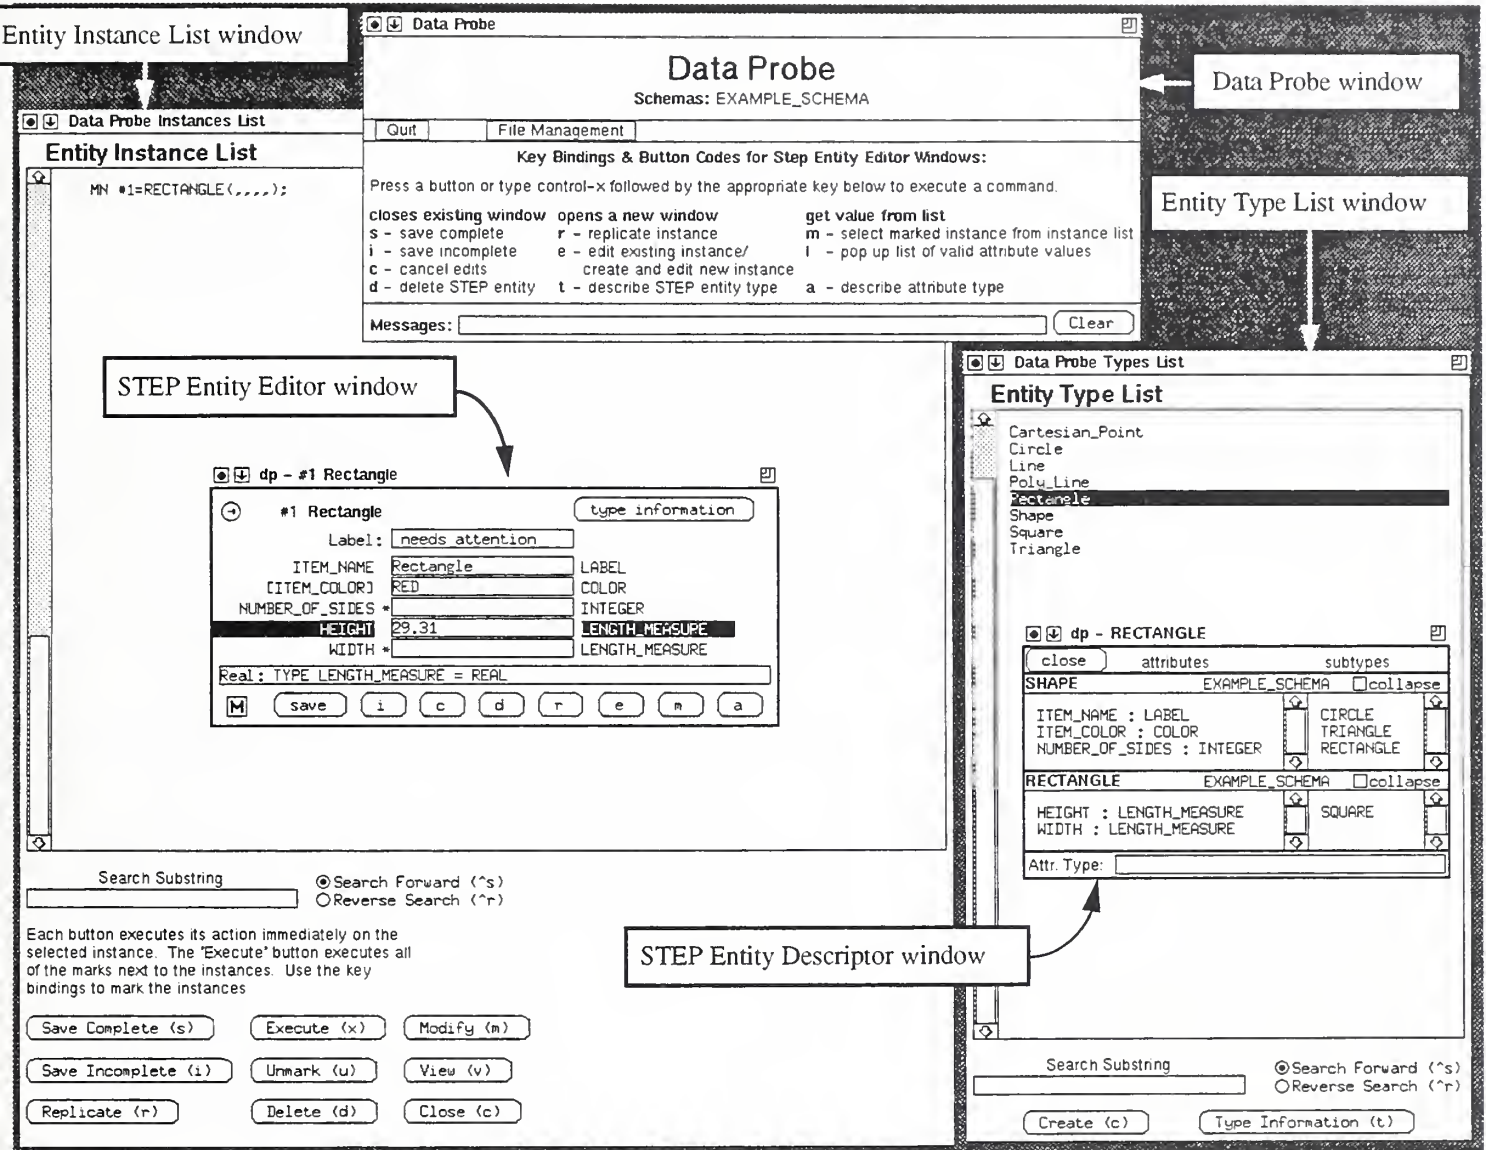 Entity Instance List window
Data Probe
Data Probe
Schemas: EXAMPLE_SCHEMA
Quit
File Management
Key Bindings & Button Codes for Step Entity Editor Windows:
Press a button or type control-x followed by the appropriate key below to execute a command.
closes existing window opens a new window get value from list
s - save complete r - replicate instance m - select marked instance from instance list
i - save incomplete e - edit existing instance/ l - pop up list of valid attribute values
c - cancel edits create and edit new instance
d - delete STEP entity t - describe STEP entity type a - describe attribute type
Messages:
Clear
Data Probe window
Entity Type List window
Data Probe Instances List
Entity Instance List
MN #1=RECTANGLE(,,,,);
STEP Entity Editor window
dp - #1 Rectangle
#1 Rectangle
type information
Label: needs attention
ITEM_NAME Rectangle LABEL
[ITEM_COLOR] RED COLOR
NUMBER_OF_SIDES * INTEGER
HEIGHT 29.31 LENGTH_MEASURE
WIDTH * LENGTH_MEASURE
Real: TYPE LENGTH_MEASURE = REAL
M save i c d r e m a
Search Substring
Search Forward (^s)
Reverse Search (^r)
Each button executes its action immediately on the
selected instance. The "Execute" button executes all
of the marks next to the instances. Use the key
bindings to mark the instances
Save Complete (s) Execute (x) Modify (m)
Save Incomplete (i) Unmark (u) View (v)
Replicate (r) Delete (d) Close (c)
Data Probe Types List
Entity Type List
Cartesian_Point
Circle
Line
Poly_Line
Rectangle
Shape
Square
Triangle
dp - RECTANGLE
close attributes subtypes
SHAPE EXAMPLE_SCHEMA collapse
ITEM_NAME : LABEL CIRCLE
ITEM_COLOR : COLOR TRIANGLE
NUMBER_OF_SIDES : INTEGER RECTANGLE
RECTANGLE EXAMPLE_SCHEMA collapse
HEIGHT : LENGTH_MEASURE SQUARE
WIDTH : LENGTH_MEASURE
Attr. Type:
STEP Entity Descriptor window
Search Substring
Search Forward (^s)
Reverse Search (^r)
Create (c) Type Information (t)